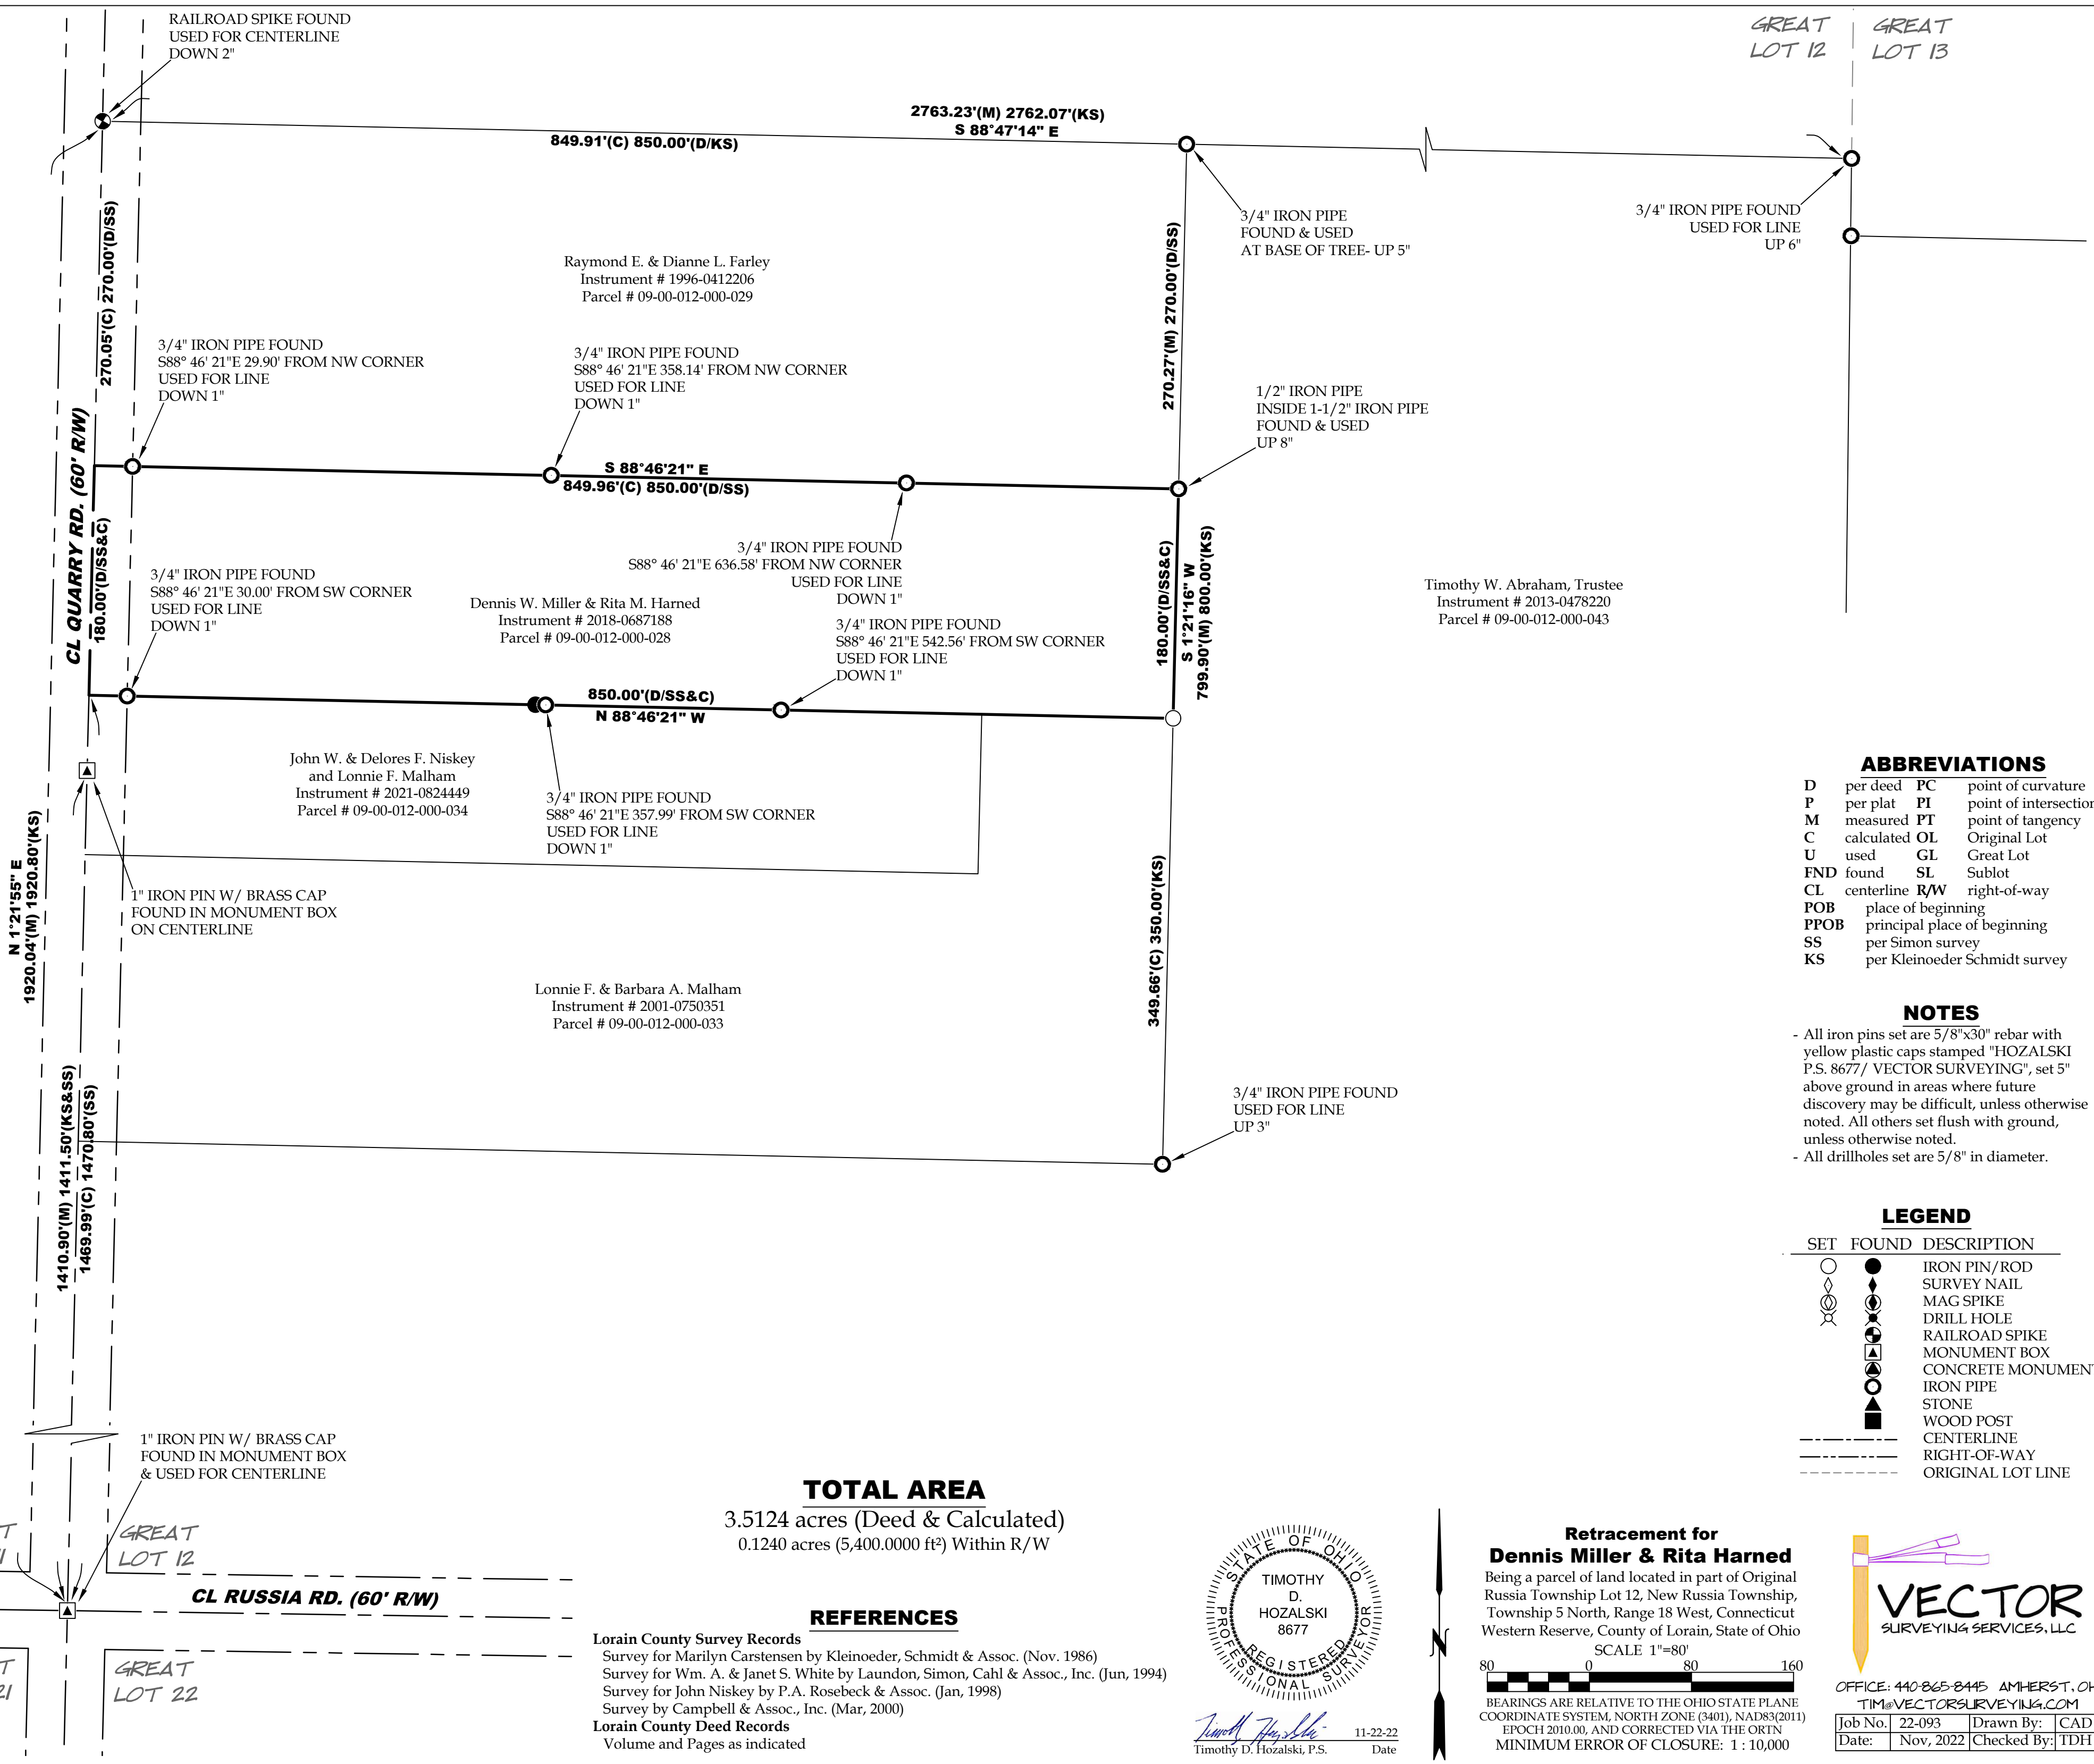 RAILROAD SPIKE FOUND
USED FOR CENTERLINE
DOWN 2"
GREAT
LOT 12
GREAT
LOT 13
2763.23'(M) 2762.07'(KS)
S 88°47'14" E
849.91'(C) 850.00'(D/KS)
3/4" IRON PIPE
FOUND & USED
AT BASE OF TREE- UP 5"
3/4" IRON PIPE FOUND
USED FOR LINE
UP 6"
270.05'(C) 270.00'(D/SS)
Raymond E. & Dianne L. Farley
Instrument # 1996-0412206
Parcel # 09-00-012-000-029
270.27'(M) 270.00'(D/SS)
3/4" IRON PIPE FOUND
S88° 46' 21"E 29.90' FROM NW CORNER
USED FOR LINE
DOWN 1"
3/4" IRON PIPE FOUND
S88° 46' 21"E 358.14' FROM NW CORNER
USED FOR LINE
DOWN 1"
1/2" IRON PIPE
INSIDE 1-1/2" IRON PIPE
FOUND & USED
UP 8"
CL QUARRY RD. (60' R/W)
180.00'(D/SS&C)
S 88°46'21" E
849.96'(C) 850.00'(D/SS)
3/4" IRON PIPE FOUND
S88° 46' 21"E 636.58' FROM NW CORNER
USED FOR LINE
DOWN 1"
3/4" IRON PIPE FOUND
S88° 46' 21"E 30.00' FROM SW CORNER
USED FOR LINE
DOWN 1"
Dennis W. Miller & Rita M. Harned
Instrument # 2018-0687188
Parcel # 09-00-012-000-028
3/4" IRON PIPE FOUND
S88° 46' 21"E 542.56' FROM SW CORNER
USED FOR LINE
DOWN 1"
180.00'(D/SS&C)
S 1°21'16" W
799.90'(M) 800.00'(KS)
Timothy W. Abraham, Trustee
Instrument # 2013-0478220
Parcel # 09-00-012-000-043
850.00'(D/SS&C)
N 88°46'21" W
John W. & Delores F. Niskey
and Lonnie F. Malham
Instrument # 2021-0824449
Parcel # 09-00-012-000-034
3/4" IRON PIPE FOUND
S88° 46' 21"E 357.99' FROM SW CORNER
USED FOR LINE
DOWN 1"
1" IRON PIN W/ BRASS CAP
FOUND IN MONUMENT BOX
ON CENTERLINE
N 1°21'55" E
1920.04'(M) 1920.80'(KS)
349.66'(C) 350.00'(KS)
Lonnie F. & Barbara A. Malham
Instrument # 2001-0750351
Parcel # 09-00-012-000-033
1410.90'(M) 1411.50'(KS&SS)
1469.99'(C) 1470.80'(SS)
3/4" IRON PIPE FOUND
USED FOR LINE
UP 3"
1" IRON PIN W/ BRASS CAP
FOUND IN MONUMENT BOX
& USED FOR CENTERLINE
GREAT
LOT 12
CL RUSSIA RD. (60' R/W)
GREAT
LOT 22
ABBREVIATIONS
D per deed PC point of curvature
P per plat PI point of intersection
M measured PT point of tangency
C calculated OL Original Lot
U used GL Great Lot
FND found SL Sublot
CL centerline R/W right-of-way
POB place of beginning
PPOB principal place of beginning
SS per Simon survey
KS per Kleinoeder Schmidt survey
NOTES
- All iron pins set are 5/8"x30" rebar with
yellow plastic caps stamped "HOZALSKI
P.S. 8677/ VECTOR SURVEYING", set 5"
above ground in areas where future
discovery may be difficult, unless otherwise
noted. All others set flush with ground,
unless otherwise noted.
- All drillholes set are 5/8" in diameter.
LEGEND
SET FOUND DESCRIPTION
IRON PIN/ROD
SURVEY NAIL
MAG SPIKE
DRILL HOLE
RAILROAD SPIKE
MONUMENT BOX
CONCRETE MONUMENT
IRON PIPE
STONE
WOOD POST
CENTERLINE
RIGHT-OF-WAY
ORIGINAL LOT LINE
TOTAL AREA
3.5124 acres (Deed & Calculated)
0.1240 acres (5,400.0000 ft²) Within R/W
REFERENCES
Lorain County Survey Records
Survey for Marilyn Carstensen by Kleinoeder, Schmidt & Assoc. (Nov. 1986)
Survey for Wm. A. & Janet S. White by Laundon, Simon, Cahl & Assoc., Inc. (Jun, 1994)
Survey for John Niskey by P.A. Rosebeck & Assoc. (Jan, 1998)
Survey by Campbell & Assoc., Inc. (Mar, 2000)
Lorain County Deed Records
Volume and Pages as indicated
STATE OF OHIO
TIMOTHY
D.
HOZALSKI
8677
REGISTERED
PROFESSIONAL SURVEYOR
11-22-22
Timothy D. Hozalski, P.S. Date
N
Retracement for
Dennis Miller & Rita Harned
Being a parcel of land located in part of Original
Russia Township Lot 12, New Russia Township,
Township 5 North, Range 18 West, Connecticut
Western Reserve, County of Lorain, State of Ohio
SCALE 1"=80'
80 0 80 160
BEARINGS ARE RELATIVE TO THE OHIO STATE PLANE
COORDINATE SYSTEM, NORTH ZONE (3401), NAD83(2011)
EPOCH 2010.00, AND CORRECTED VIA THE ORTN
MINIMUM ERROR OF CLOSURE: 1 : 10,000
VECTOR
SURVEYING SERVICES, LLC
OFFICE: 440-865-8445 AMHERST, OH
TIM@VECTORSURVEYING.COM
Job No. 22-093 Drawn By: CAD
Date: Nov, 2022 Checked By: TDH